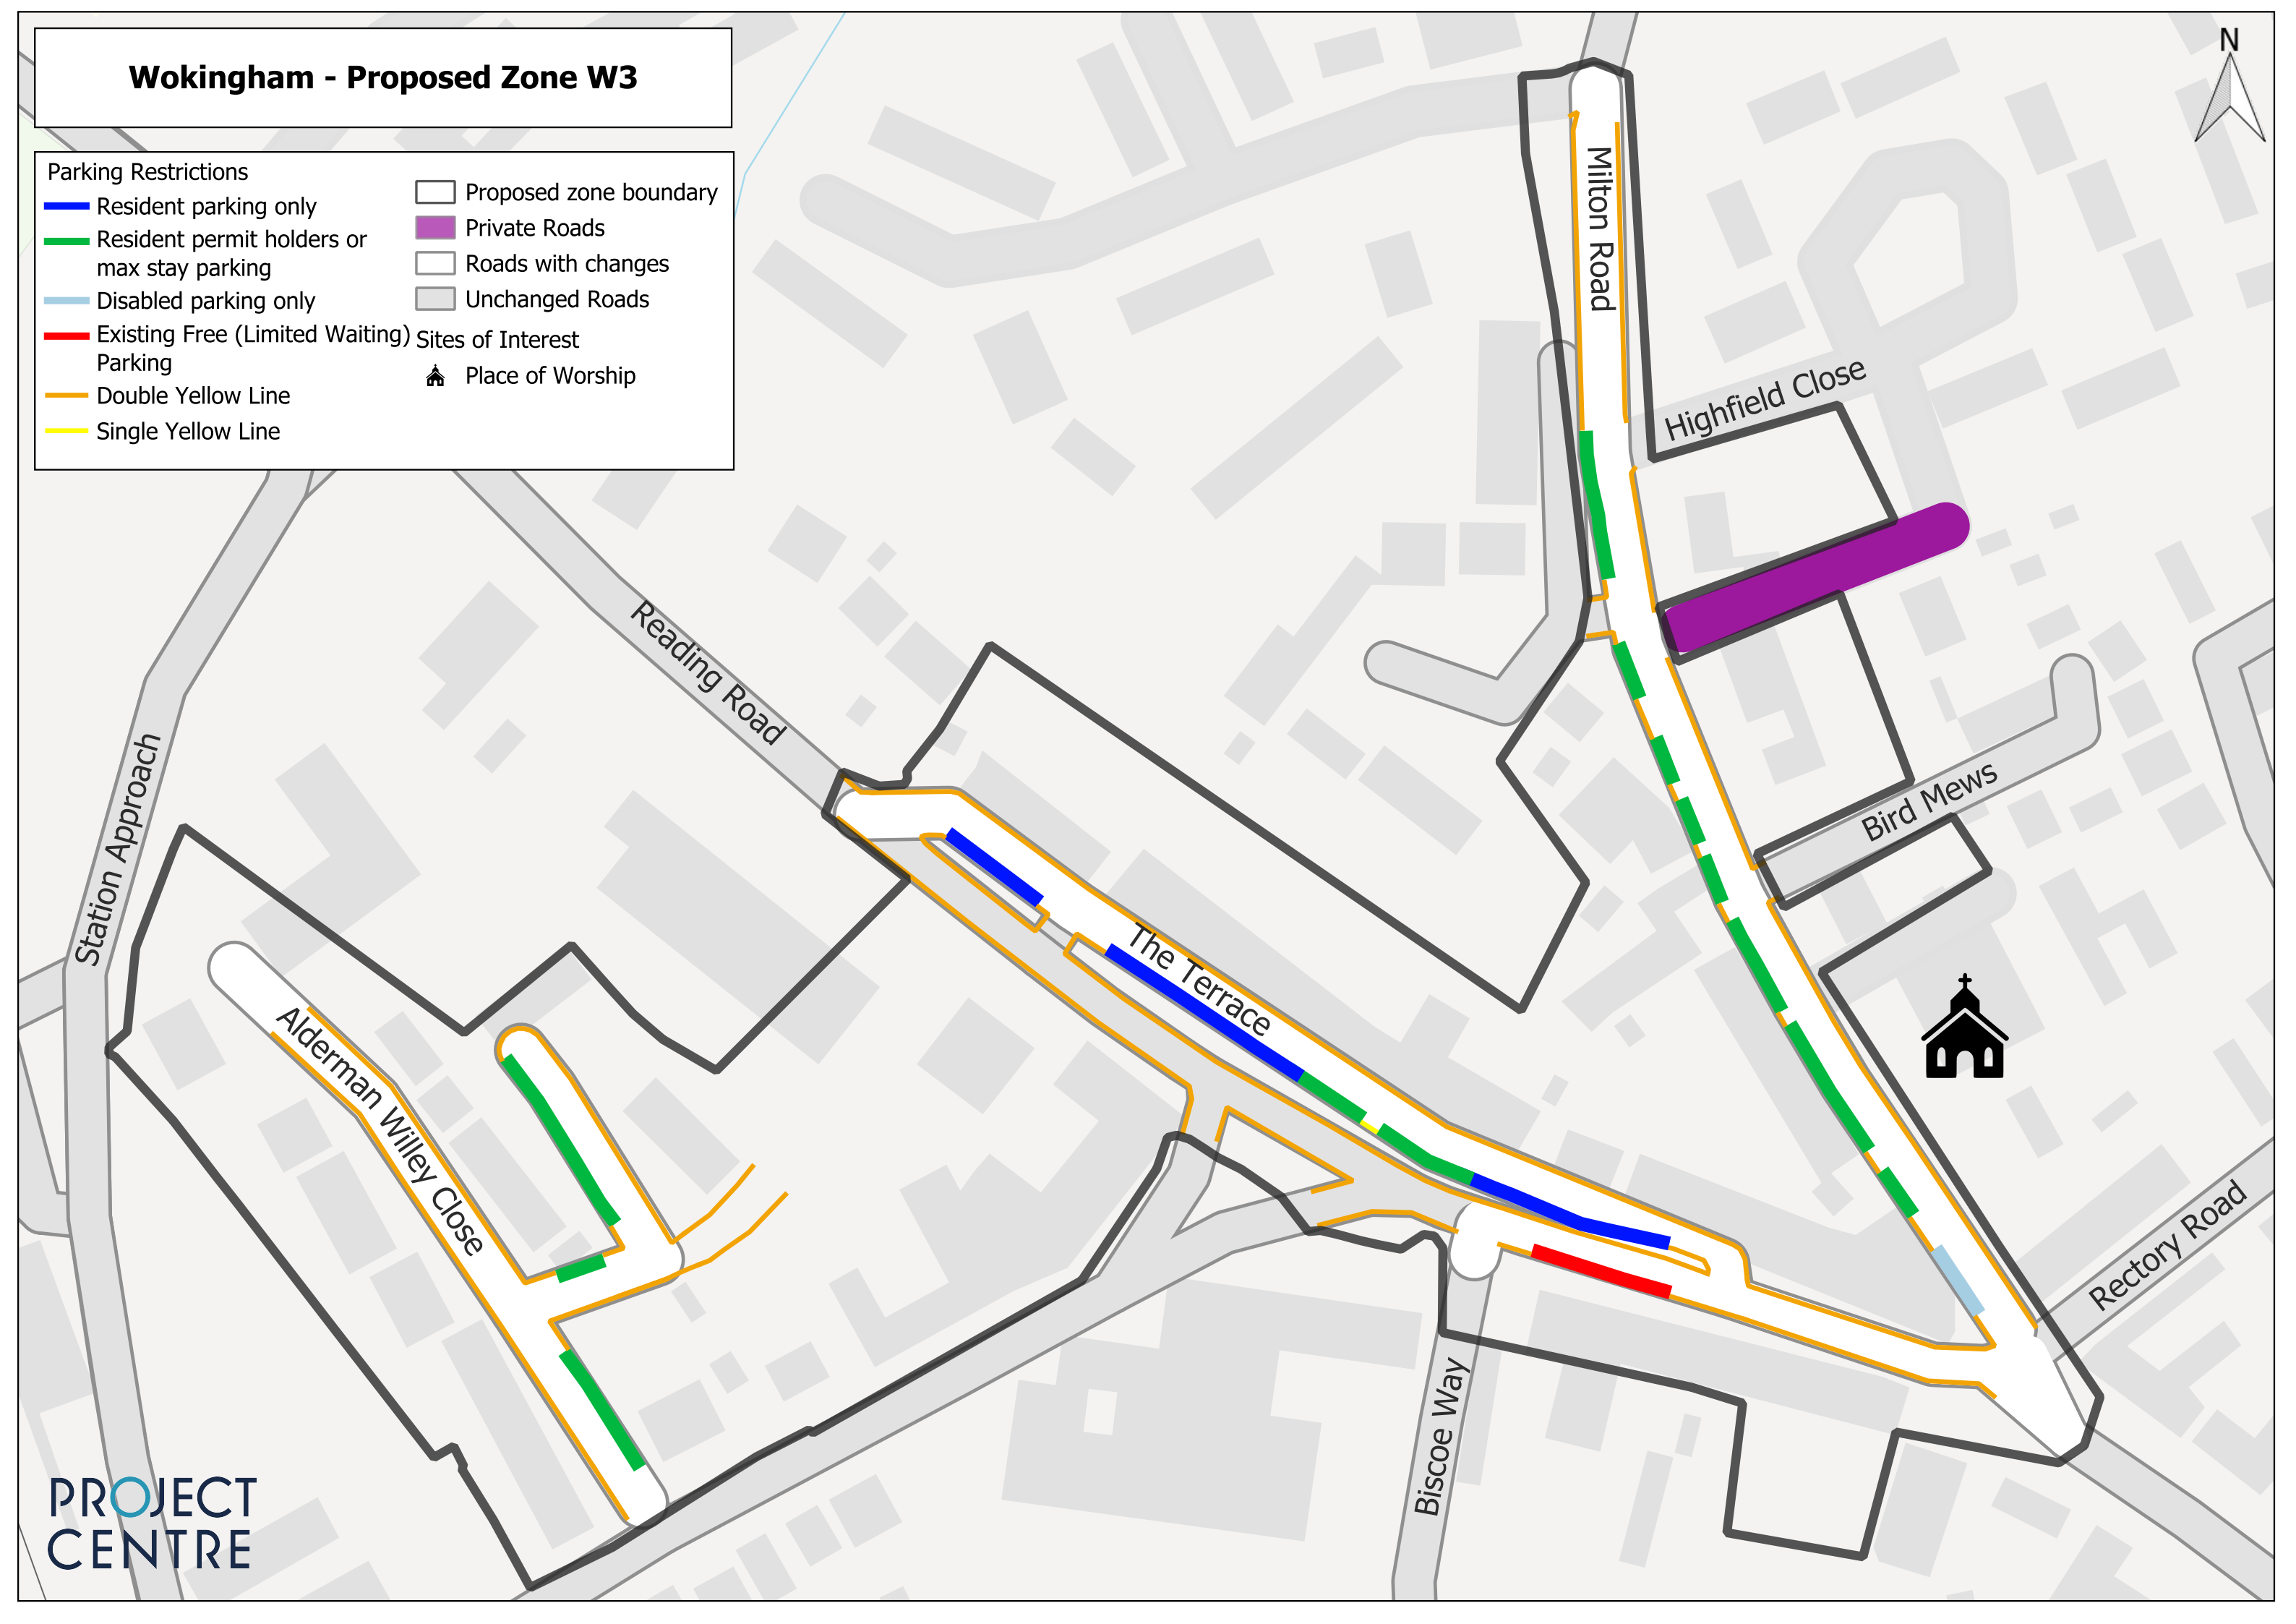 Wokingham - Proposed Zone W3
N
Parking Restrictions
Resident parking only
Resident permit holders or
max stay parking
Disabled parking only
Existing Free (Limited Waiting)
Parking
Double Yellow Line
Single Yellow Line
Proposed zone boundary
Private Roads
Roads with changes
Unchanged Roads
Sites of Interest
Place of Worship
Milton Road
Highfield Close
Reading Road
Station Approach
Bird Mews
The Terrace
Alderman Willey Close
Rectory Road
Biscoe Way
PROJECT
CENTRE